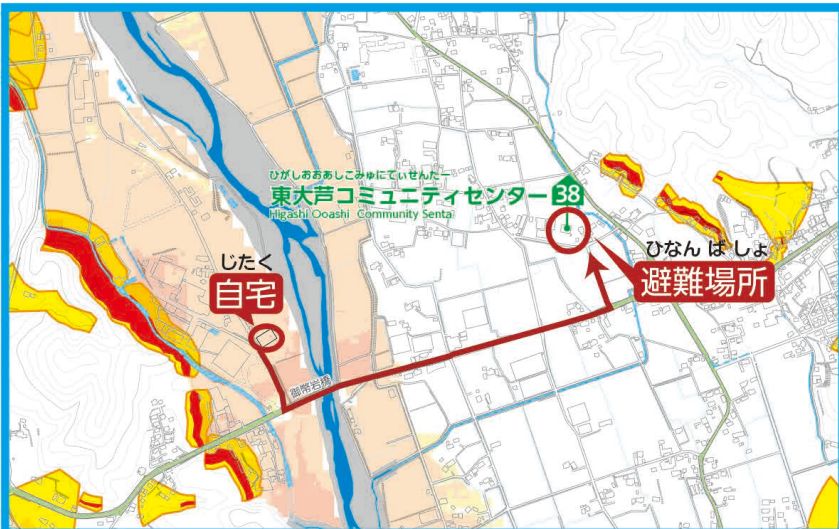 ひがしおおあしこみゅにてぃせんたー
東大芦コミュニティセンター 38
Higashi Ooashi Community Senta
じたく
自宅
ひなん ば しょ
避難場所
御幣岩橋